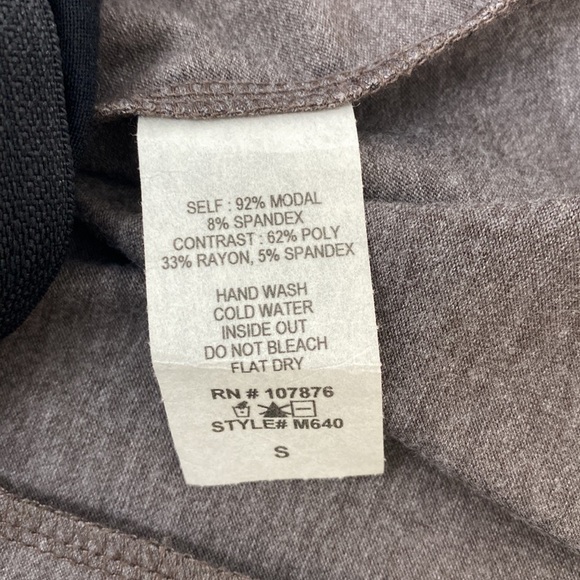 SELF : 92% MODAL
8% SPANDEX
CONTRAST : 62% POLY
33% RAYON, 5% SPANDEX
HAND WASH
COLD WATER
INSIDE OUT
DO NOT BLEACH
FLAT DRY
RN # 107876
STYLE# M640
S